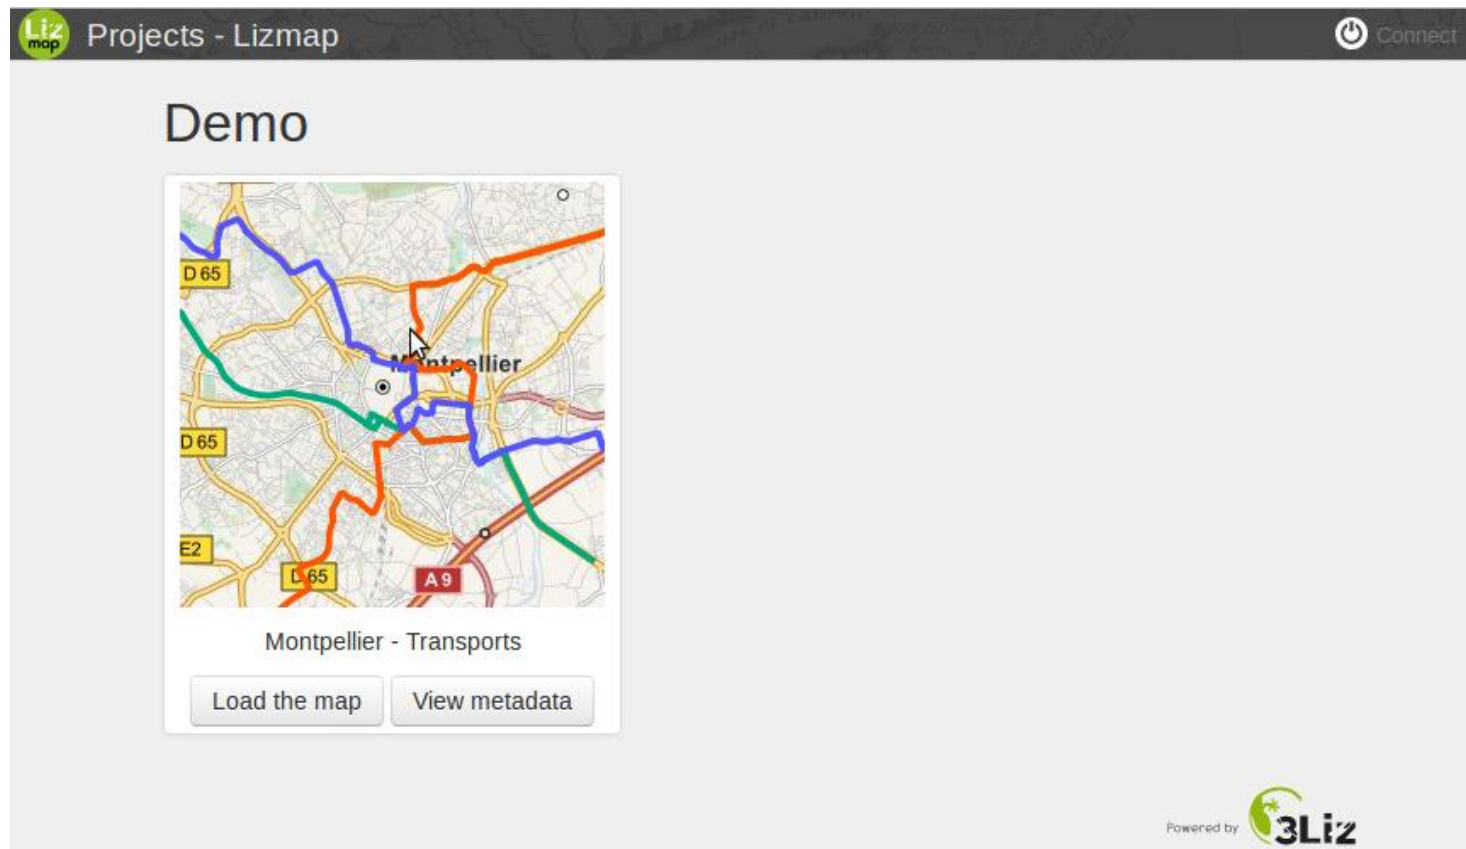 Liz
map
Projects - Lizmap
Connect
Demo
D 65
Montpellier
D 65
E2
D 65
A 9
Montpellier - Transports
Load the map
View metadata
Powered by
3Liz